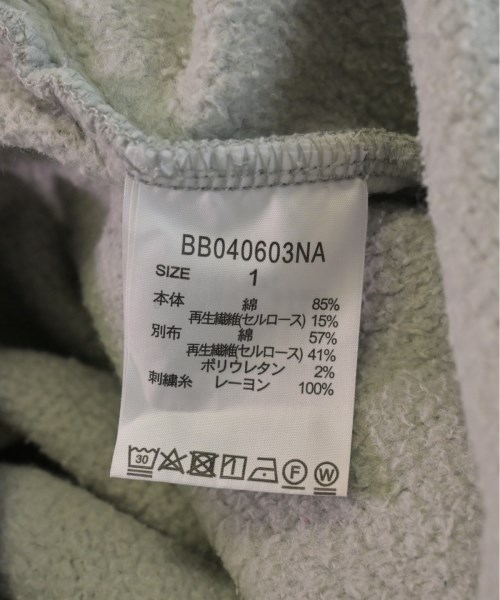 BB040603NA
SIZE 1
本体 綿 85%
再生繊維(セルロース) 15%
別布 綿 57%
再生繊維(セルロース) 41%
ポリウレタン 2%
刺繍糸 レーヨン 100%
30 F W